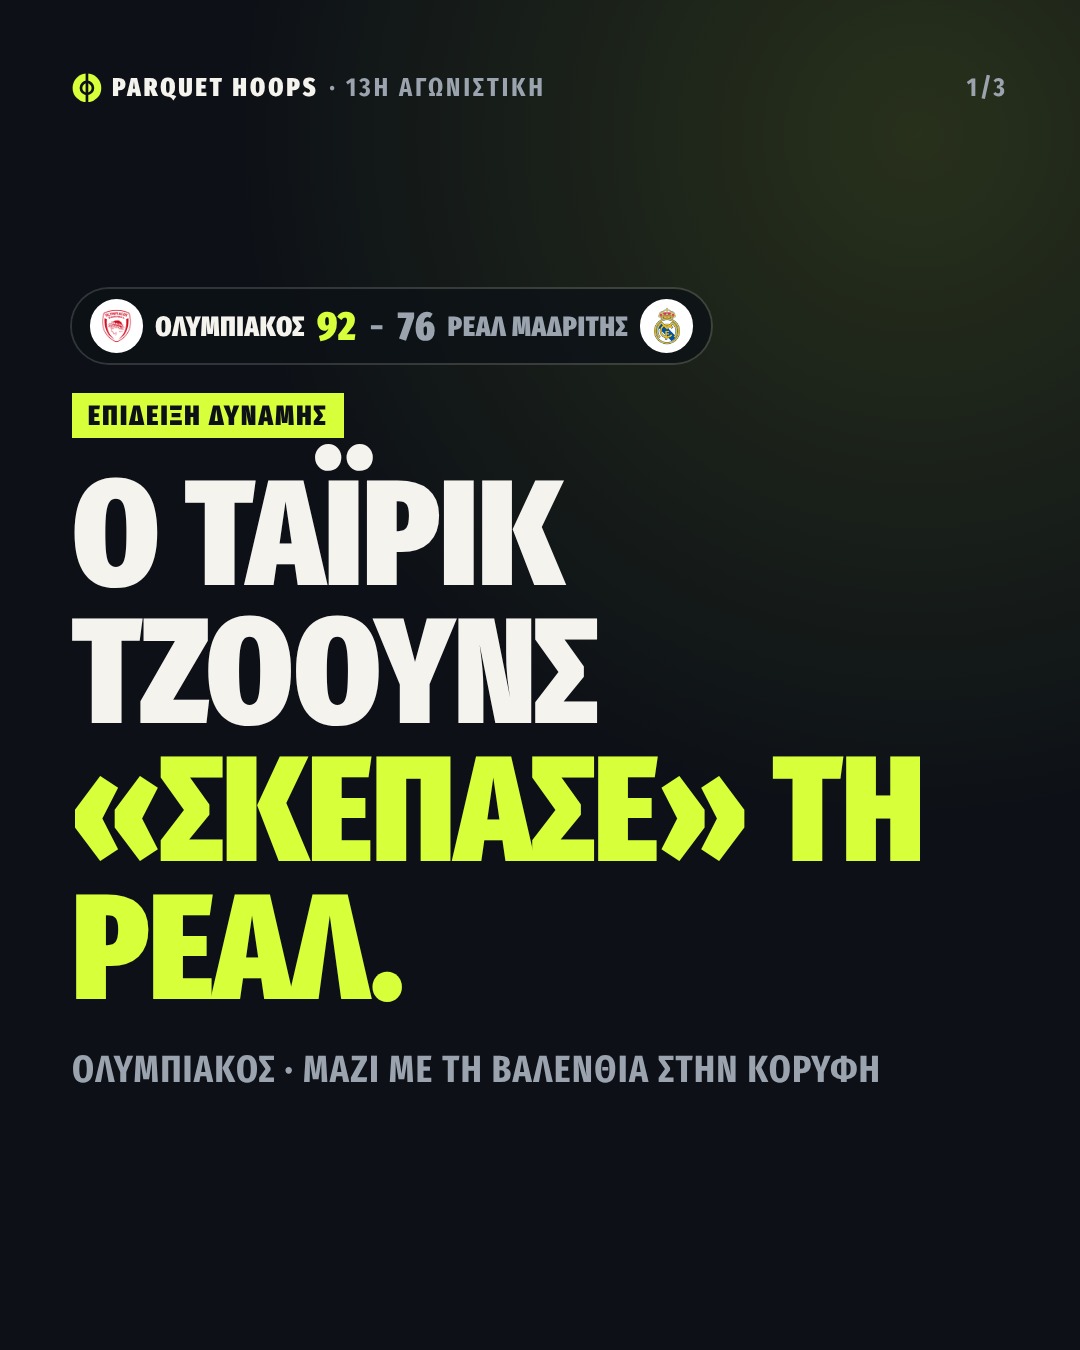 PARQUET HOOPS · 13Η ΑΓΩΝΙΣΤΙΚΗ 1/3
ΟΛΥΜΠΙΑΚΟΣ 92 – 76 ΡΕΑΛ ΜΑΔΡΙΤΗΣ
ΕΠΙΔΕΙΞΗ ΔΥΝΑΜΗΣ
Ο ΤΑΪΡΙΚ
ΤΖΟΟΥΝΣ
«ΣΚΕΠΑΣΕ» ΤΗ
ΡΕΑΛ.
ΟΛΥΜΠΙΑΚΟΣ · ΜΑΖΙ ΜΕ ΤΗ ΒΑΛΕΝΘΙΑ ΣΤΗΝ ΚΟΡΥΦΗ